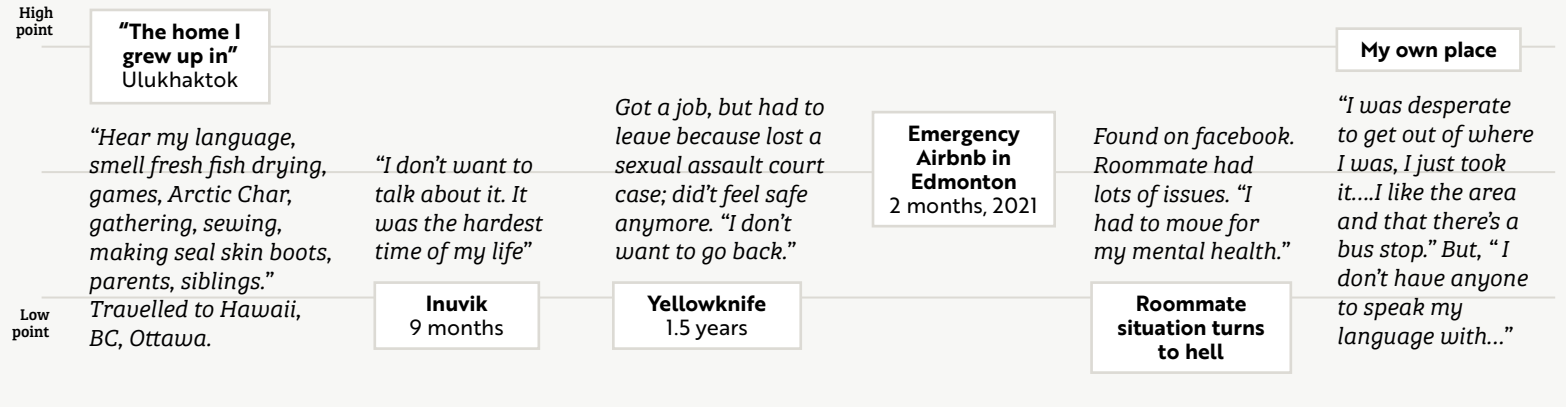 High
point
“The home I
grew up in”
Ulukhaktok
“Hear my language,
smell fresh fish drying,
games, Arctic Char,
gathering, sewing,
making seal skin boots,
parents, siblings.”
Travelled to Hawaii,
BC, Ottawa.
“I don’t want to
talk about it. It
was the hardest
time of my life”
Inuvik
9 months
Got a job, but had to
leave because lost a
sexual assault court
case; did’t feel safe
anymore. “I don’t
want to go back.”
Yellowknife
1.5 years
Emergency
Airbnb in
Edmonton
2 months, 2021
Found on facebook.
Roommate had
lots of issues. “I
had to move for
my mental health.”
Roommate
situation turns
to hell
My own place
“I was desperate
to get out of where
I was, I just took
it....I like the area
and that there’s a
bus stop.” But, “ I
don’t have anyone
to speak my
language with...”
Low
point